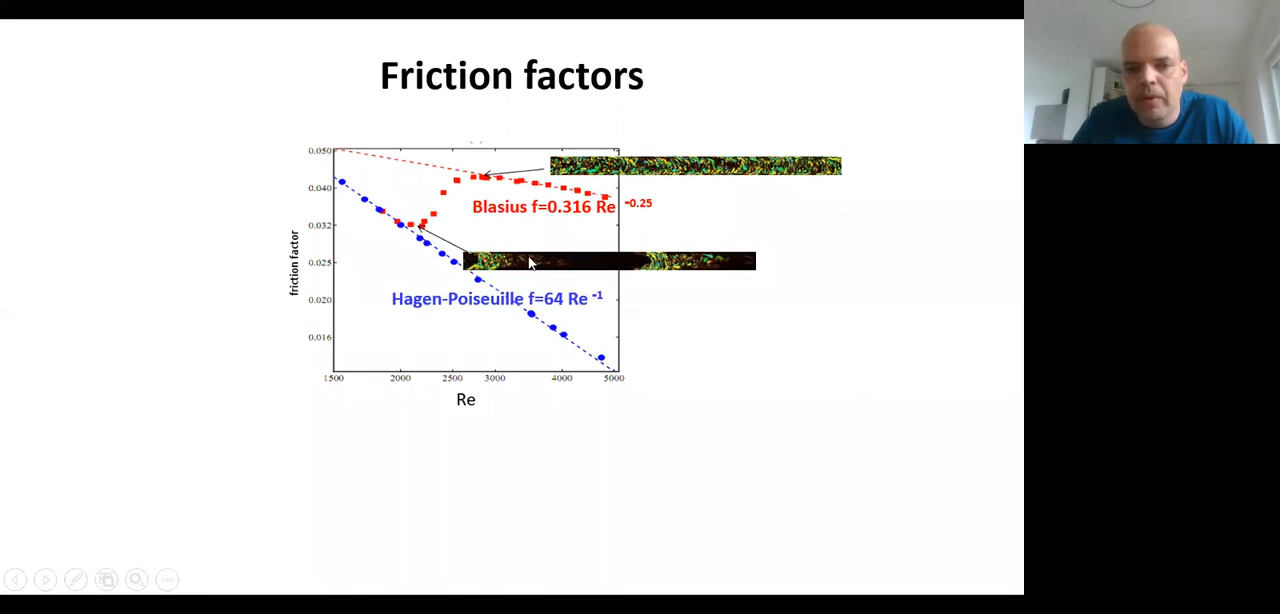 Friction factors
0.050
0.040
0.032
0.025
0.020
0.016
friction factor
Blasius f=0.316 Re -0.25
Hagen-Poiseuille f=64 Re -1
1500 2000 2500 3000 4000 5000
Re